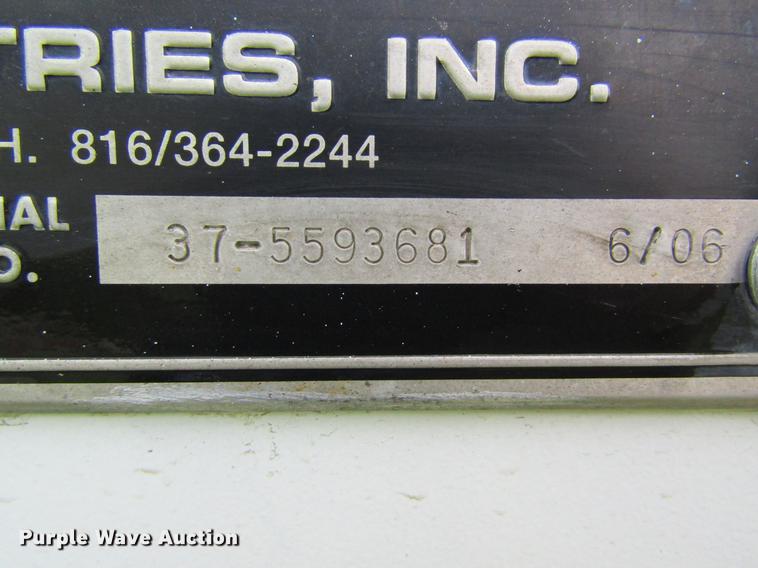 TRIES, INC.
H. 816/364-2244
IAL
O. 37-5593681 6/06
Purple Wave Auction